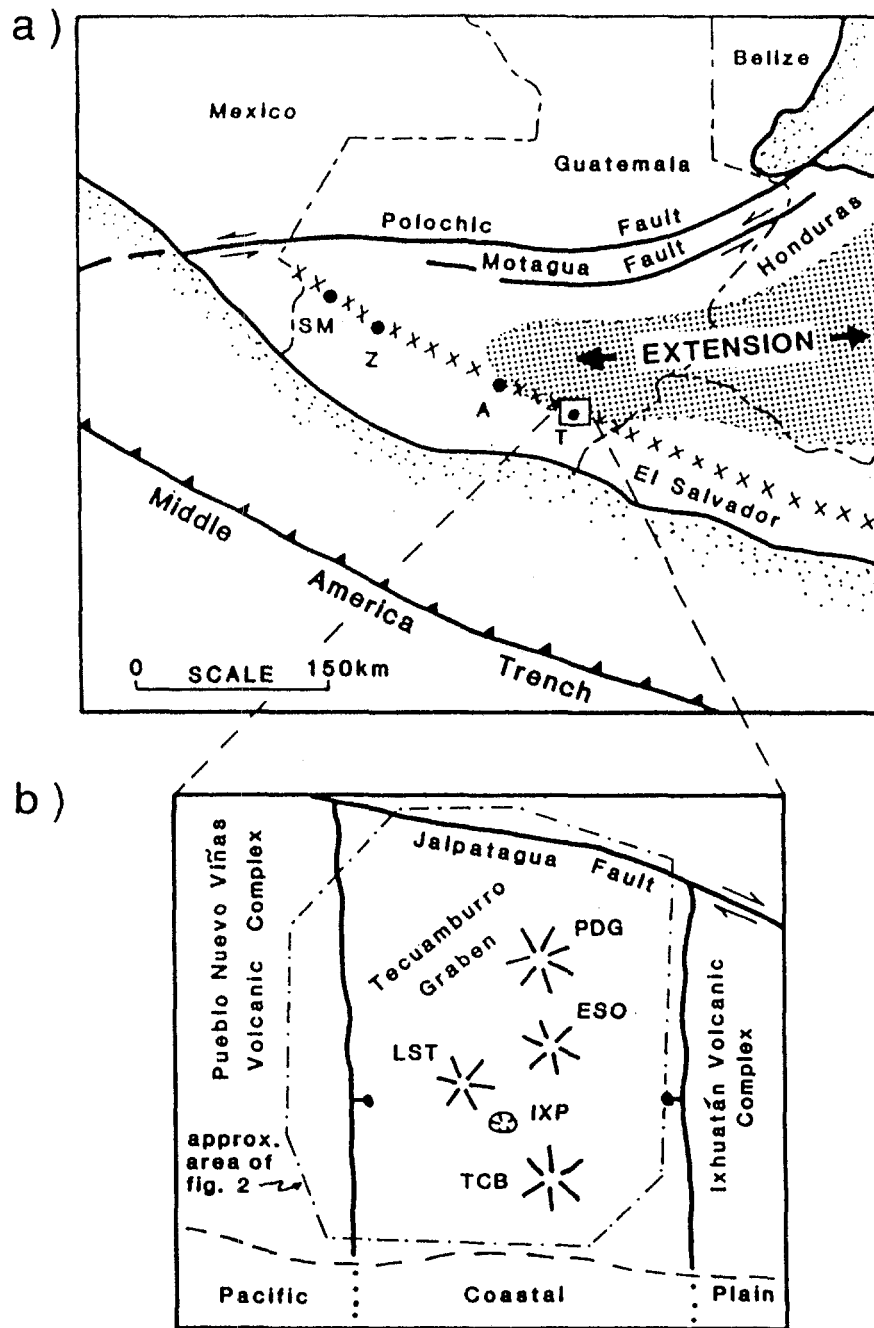 a)
Belize
Mexico
Guatemala
Polochic Fault
Motagua Fault
Honduras
SM
Z
EXTENSION
A
T
El Salvador
Middle America Trench
0 SCALE 150km
b)
Pueblo Nuevo Viñas
Volcanic Complex
Jalpatagua Fault
Tecuamburro
Graben
PDG
ESO
LST
IXP
TCB
Ixhuatán Volcanic
Complex
approx.
area of
fig. 2
Pacific Coastal Plain